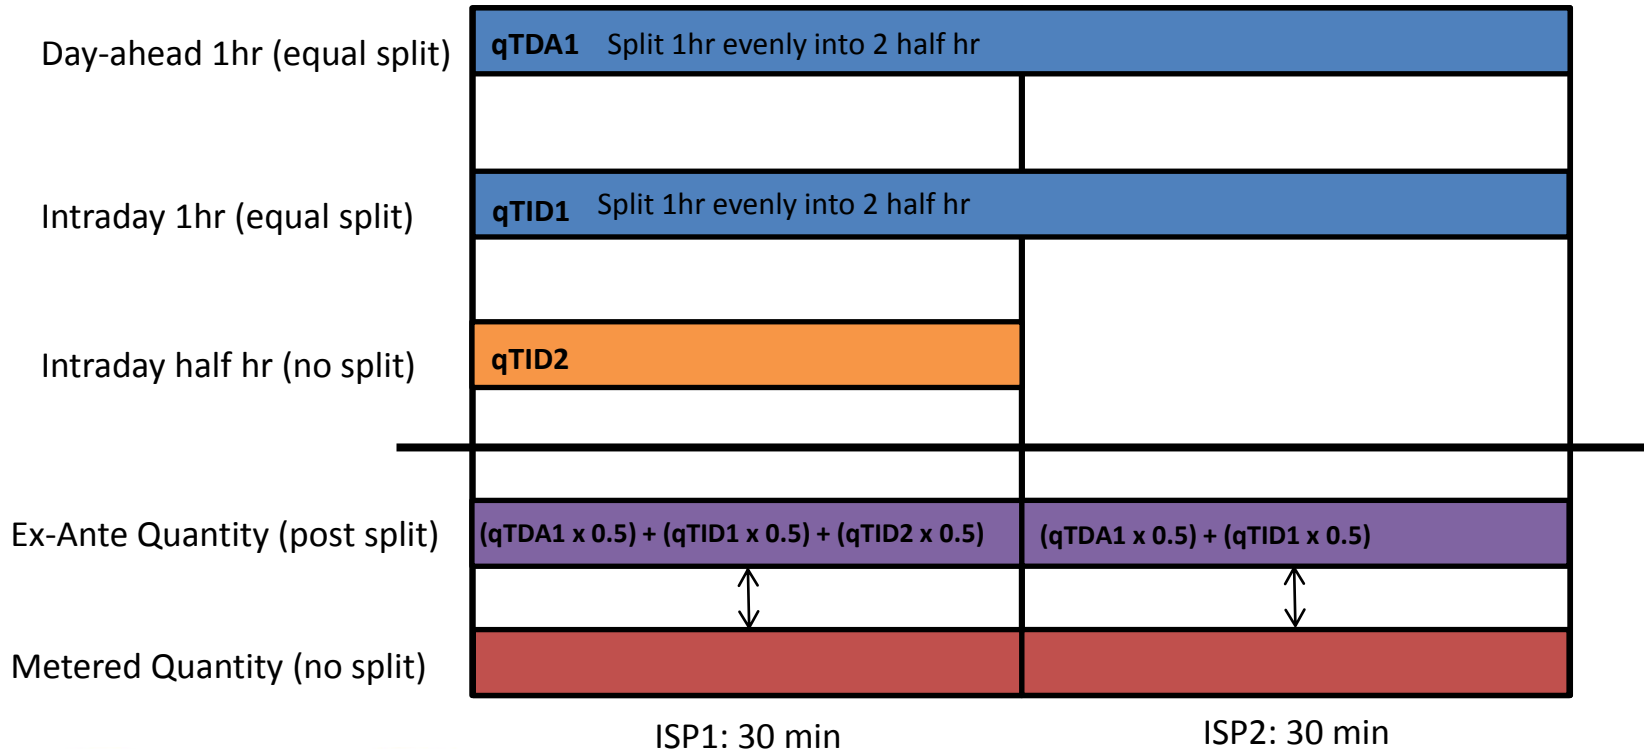 Day-ahead 1hr (equal split)
qTDA1 Split 1hr evenly into 2 half hr
Intraday 1hr (equal split)
qTID1 Split 1hr evenly into 2 half hr
Intraday half hr (no split)
qTID2
Ex-Ante Quantity (post split)
(qTDA1 x 0.5) + (qTID1 x 0.5) + (qTID2 x 0.5)
(qTDA1 x 0.5) + (qTID1 x 0.5)
Metered Quantity (no split)
ISP1: 30 min
ISP2: 30 min